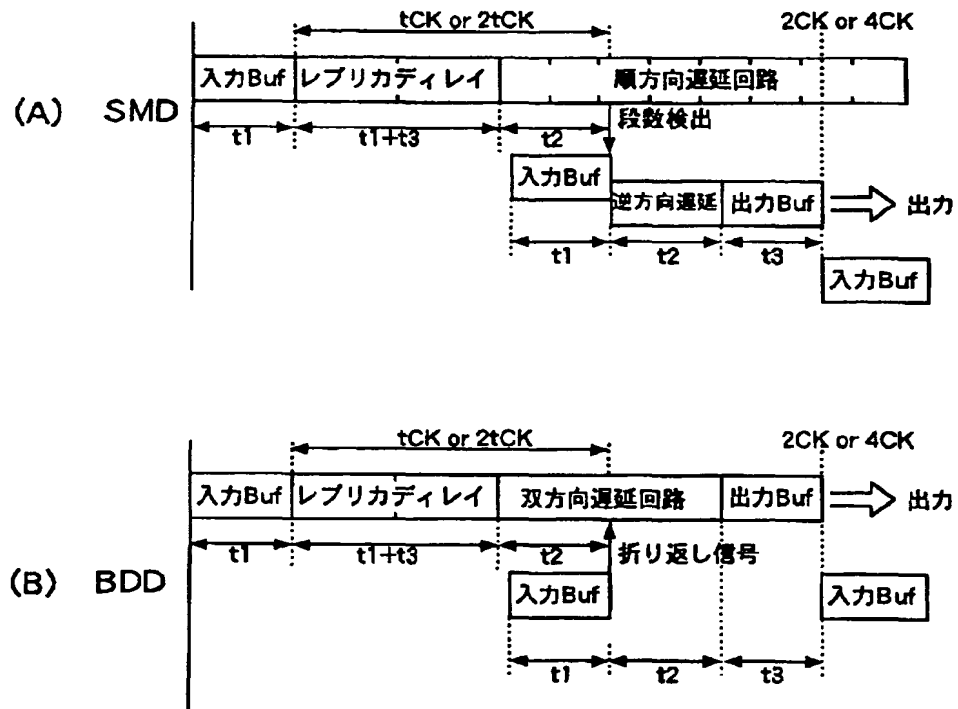 tCK or 2tCK
2CK or 4CK
(A) SMD
入力Buf
レプリカディレイ
順方向遅延回路
t1
t1+t3
t2
段数検出
入力Buf
逆方向遅延
出力Buf
出力
t1
t2
t3
入力Buf
tCK or 2tCK
2CK or 4CK
(B) BDD
入力Buf
レプリカディレイ
双方向遅延回路
出力Buf
出力
t1
t1+t3
t2
折り返し信号
入力Buf
入力Buf
t1
t2
t3